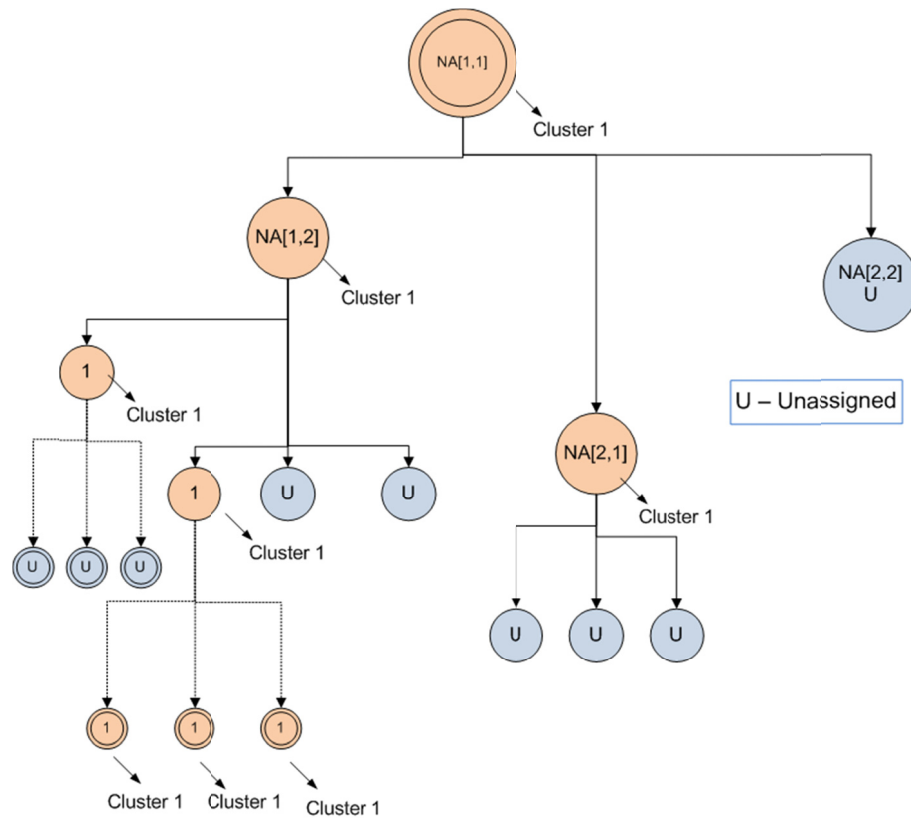 NA[1,1]
Cluster 1
NA[1,2]
Cluster 1
NA[2,2]
U
1
Cluster 1
U – Unassigned
NA[2,1]
Cluster 1
1
U
U
Cluster 1
U
U
U
U
U
U
1
1
1
Cluster 1
Cluster 1
Cluster 1